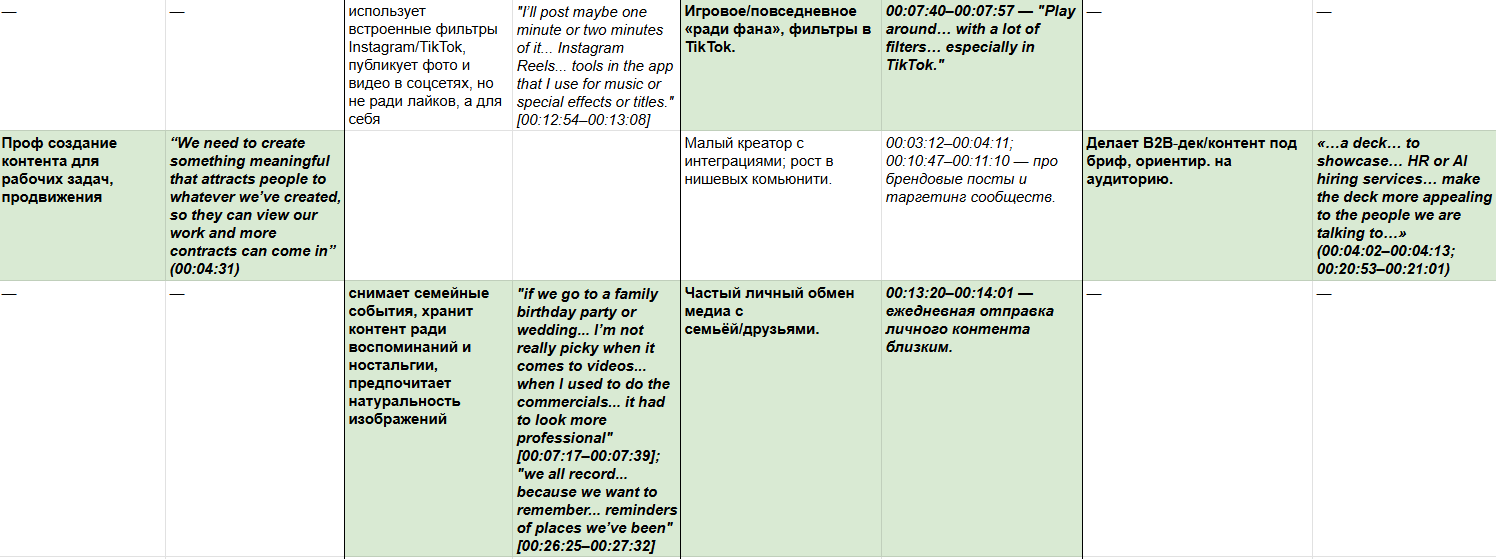 —
—
использует
встроенные фильтры
Instagram/TikTok,
публикует фото и
видео в соцсетях, но
не ради лайков, а для
себя
"I'll post maybe one
minute or two minutes
of it... Instagram
Reels... tools in the app
that I use for music or
special effects or titles."
[00:12:54–00:13:08]
Игровое/повседневное
«ради фана», фильтры в
TikTok.
00:07:40–00:07:57 — "Play
around… with a lot of
filters… especially in
TikTok."
—
—
Проф создание
контента для
рабочих задач,
продвижения
“We need to create
something meaningful
that attracts people to
whatever we’ve created,
so they can view our
work and more
contracts can come in”
(00:04:31)
Малый креатор с
интеграциями; рост в
нишевых комьюнити.
00:03:12–00:04:11;
00:10:47–00:11:10 — про
брендовые посты и
таргетинг сообществ.
Делает B2B-дек/контент под
бриф, ориентир. на
аудиторию.
«…a deck… to
showcase… HR or AI
hiring services… make
the deck more appealing
to the people we are
talking to…»
(00:04:02–00:04:13;
00:20:53–00:21:01)
—
—
снимает семейные
события, хранит
контент ради
воспоминаний и
ностальгии,
предпочитает
натуральность
изображений
"if we go to a family
birthday party or
wedding... I’m not
really picky when it
comes to videos...
when I used to do the
commercials... it had
to look more
professional"
[00:07:17–00:07:39];
"we all record...
because we want to
remember... reminders
of places we’ve been"
[00:26:25–00:27:32]
Частый личный обмен
медиа с
семьёй/друзьями.
00:13:20–00:14:01 —
ежедневная отправка
личного контента
близким.
—
—